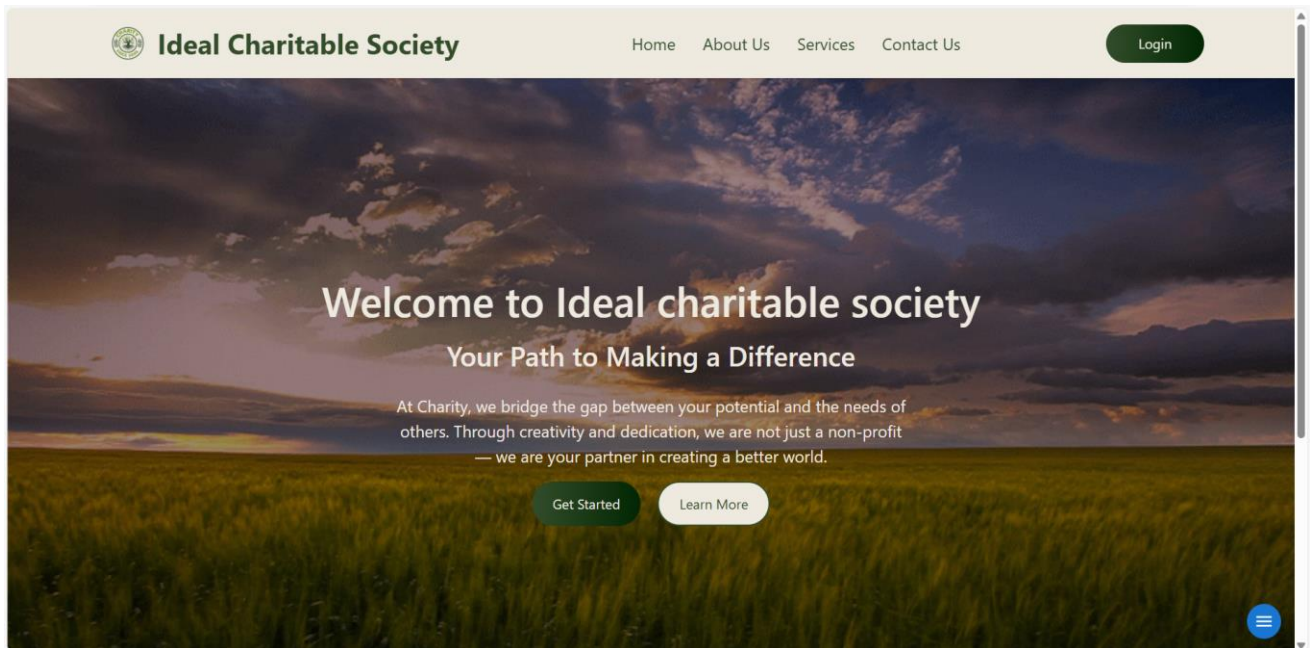 Ideal Charitable Society
Home About Us Services Contact Us
Login
Welcome to Ideal charitable society
Your Path to Making a Difference
At Charity, we bridge the gap between your potential and the needs of
others. Through creativity and dedication, we are not just a non-profit
— we are your partner in creating a better world.
Get Started Learn More